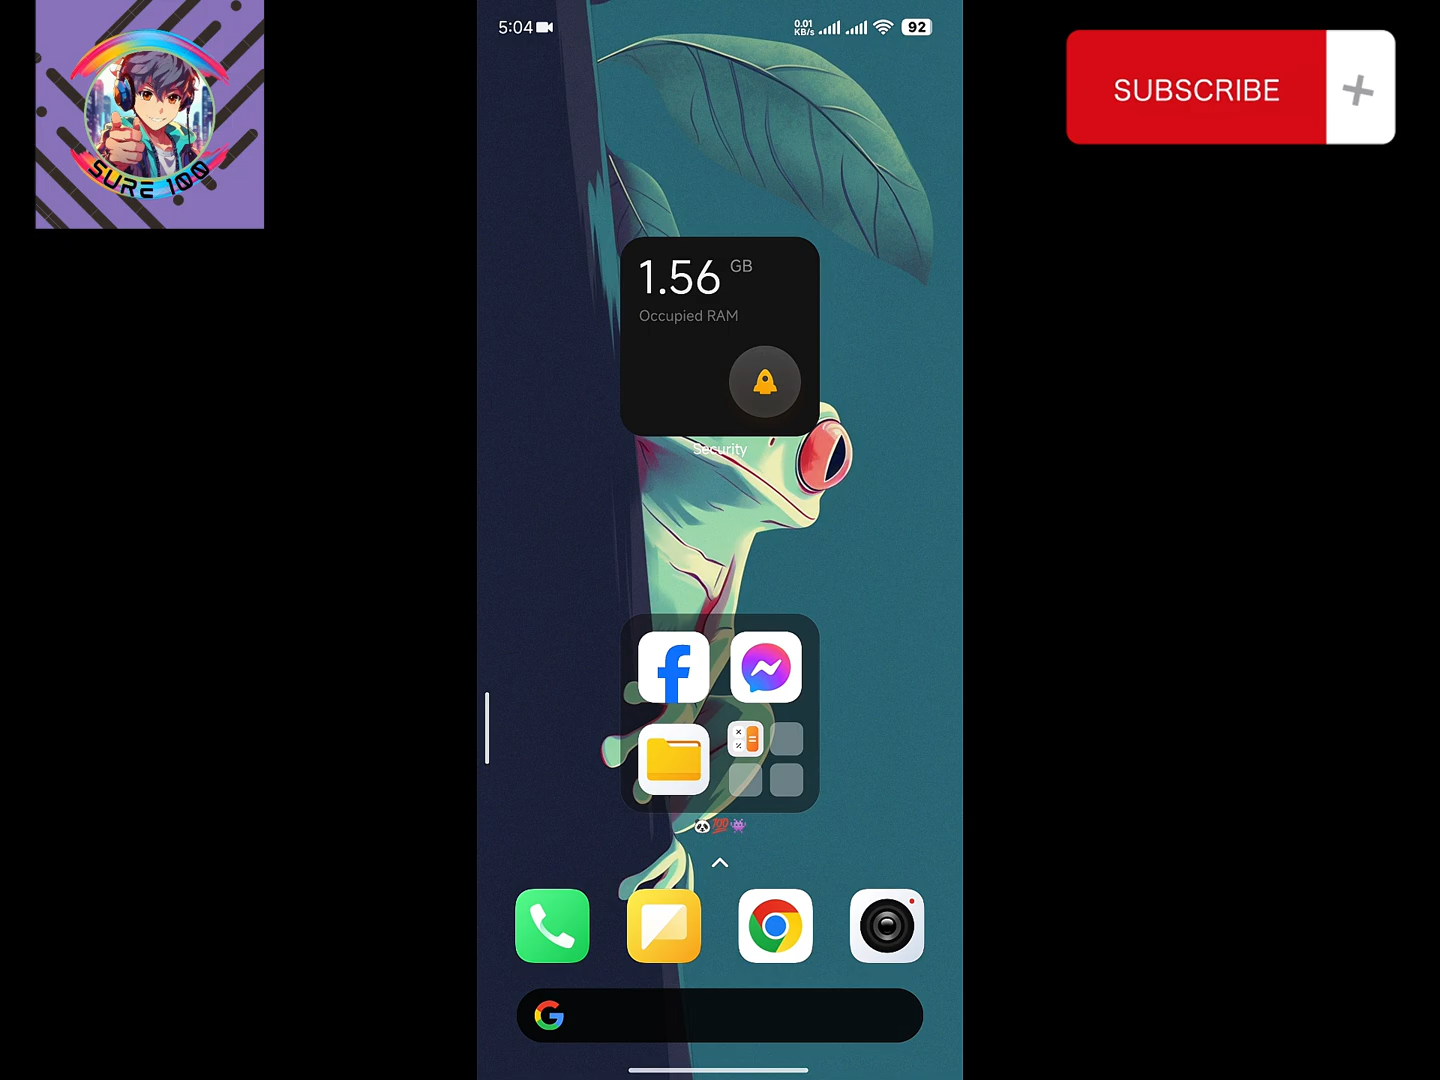 5:04
0.01
KB/s
92
SURE 100
SUBSCRIBE
1.56 GB
Occupied RAM
Security
🐼💯👾